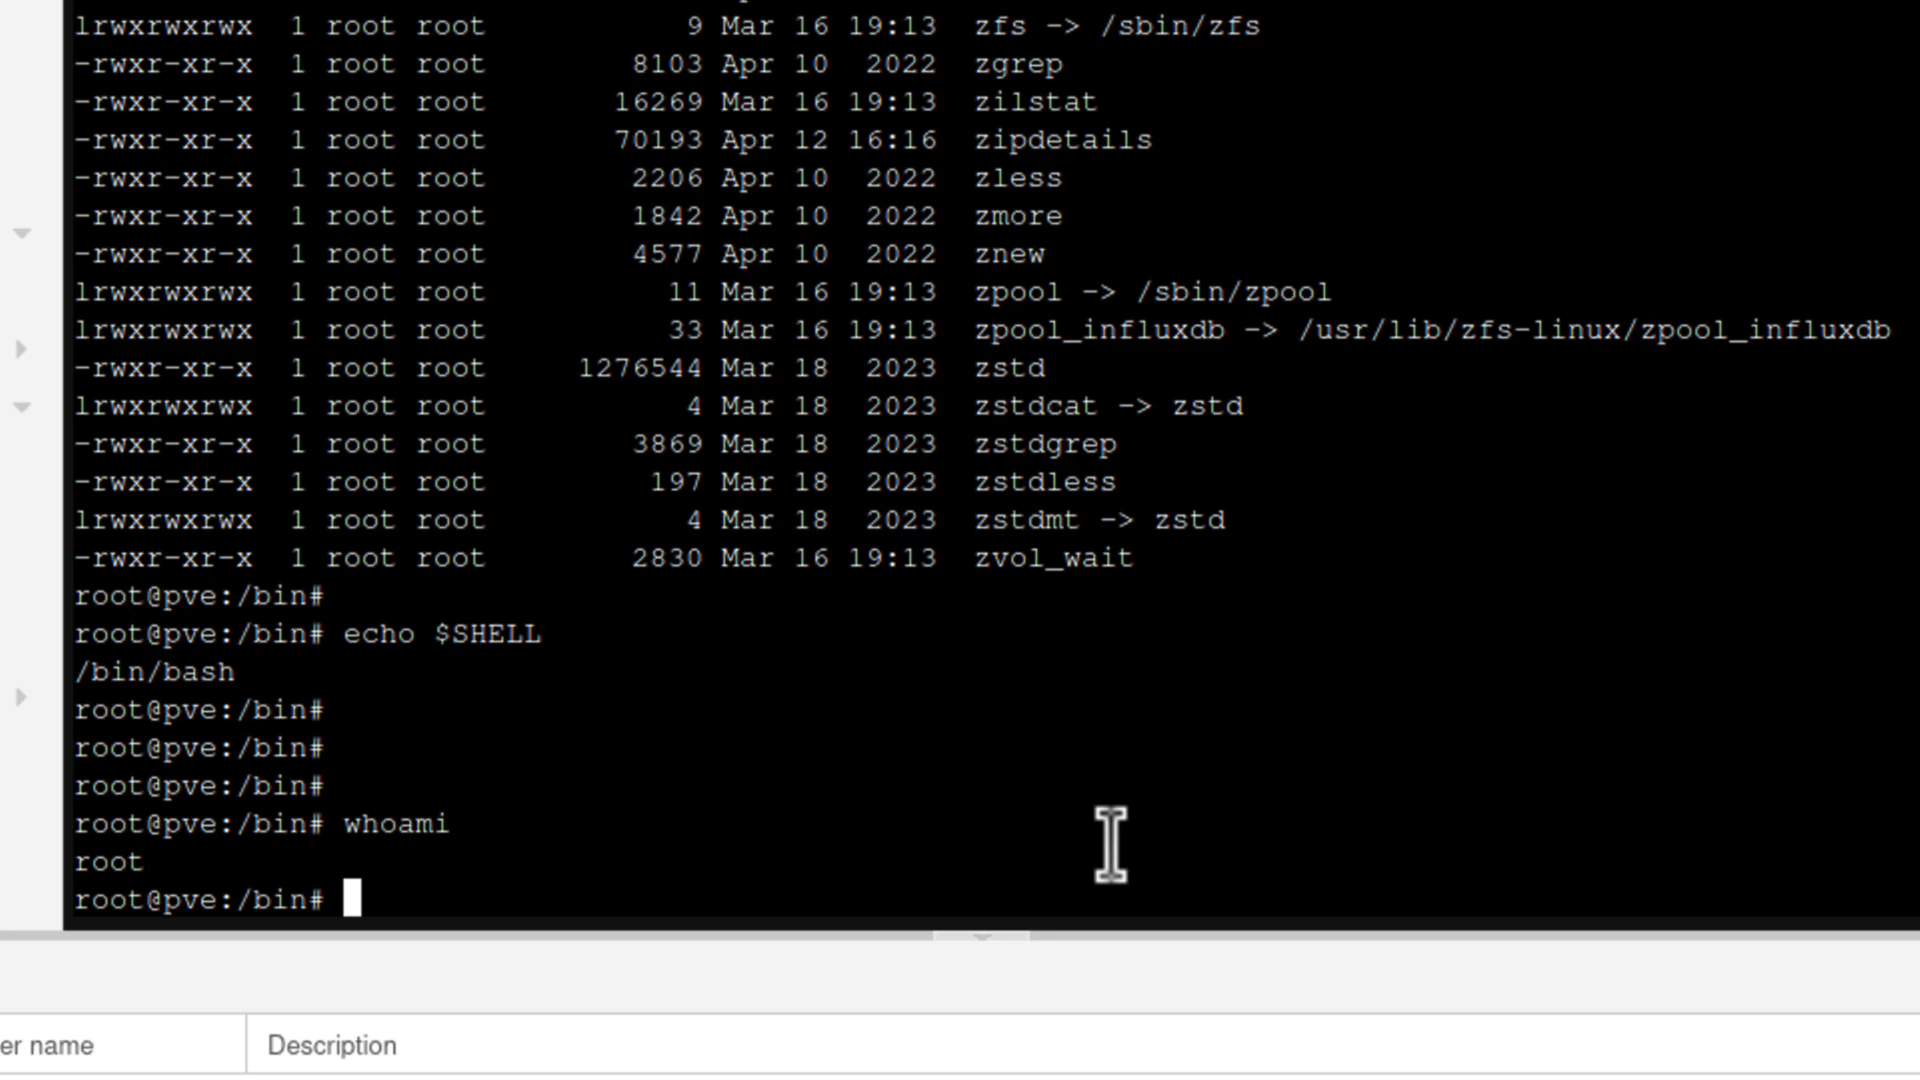 lrwxrwxrwx  1 root root           9 Mar 16 19:13  zfs -> /sbin/zfs
-rwxr-xr-x  1 root root        8103 Apr 10  2022  zgrep
-rwxr-xr-x  1 root root       16269 Mar 16 19:13  zilstat
-rwxr-xr-x  1 root root       70193 Apr 12 16:16  zipdetails
-rwxr-xr-x  1 root root        2206 Apr 10  2022  zless
-rwxr-xr-x  1 root root        1842 Apr 10  2022  zmore
-rwxr-xr-x  1 root root        4577 Apr 10  2022  znew
lrwxrwxrwx  1 root root          11 Mar 16 19:13  zpool -> /sbin/zpool
lrwxrwxrwx  1 root root          33 Mar 16 19:13  zpool_influxdb -> /usr/lib/zfs-linux/zpool_influxdb
-rwxr-xr-x  1 root root     1276544 Mar 18  2023  zstd
lrwxrwxrwx  1 root root           4 Mar 18  2023  zstdcat -> zstd
-rwxr-xr-x  1 root root        3869 Mar 18  2023  zstdgrep
-rwxr-xr-x  1 root root         197 Mar 18  2023  zstdless
lrwxrwxrwx  1 root root           4 Mar 18  2023  zstdmt -> zstd
-rwxr-xr-x  1 root root        2830 Mar 16 19:13  zvol_wait
root@pve:/bin#
root@pve:/bin# echo $SHELL
/bin/bash
root@pve:/bin#
root@pve:/bin#
root@pve:/bin#
root@pve:/bin# whoami
root
root@pve:/bin#
er name  Description